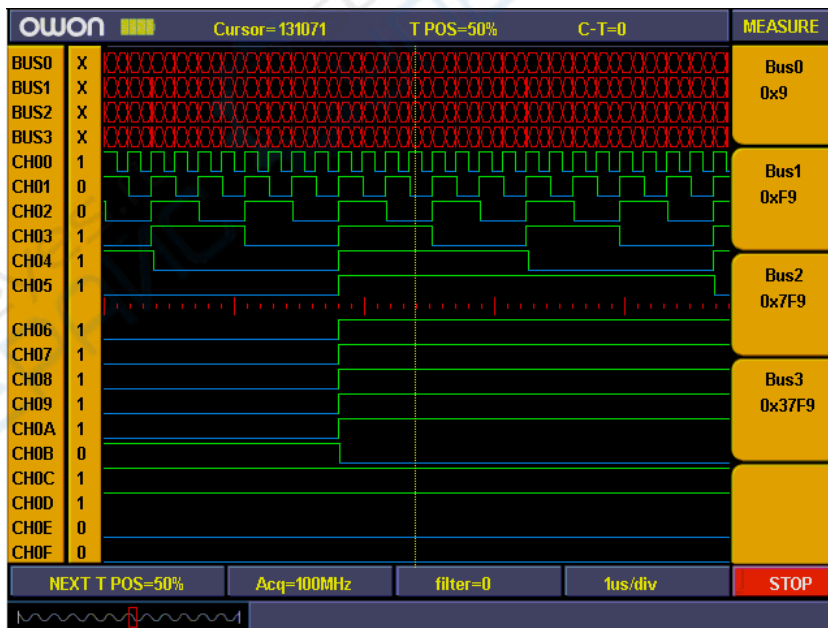 OWON Cursor=131071 T POS=50% C-T=0 MEASURE
BUS0 X
BUS1 X
BUS2 X
BUS3 X
CH00 1
CH01 0
CH02 0
CH03 1
CH04 1
CH05 1
CH06 1
CH07 1
CH08 1
CH09 1
CH0A 1
CH0B 0
CH0C 1
CH0D 1
CH0E 0
CH0F 0
Bus0
0x9
Bus1
0xF9
Bus2
0x7F9
Bus3
0x37F9
NEXT T POS=50% Acq=100MHz filter=0 1us/div STOP